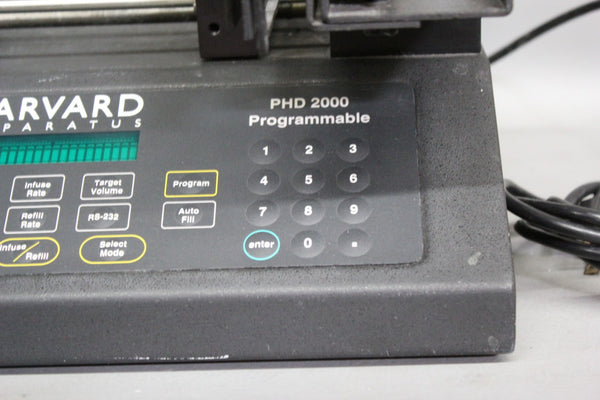 ARVARD
PARATUS
PHD 2000
Programmable
1 2 3
Infuse
Rate
Target
Volume
Program
4 5 6
Refill
Rate
RS-232
Auto
Fill
7 8 9
Infuse/Refill
Select
Mode
enter 0 .